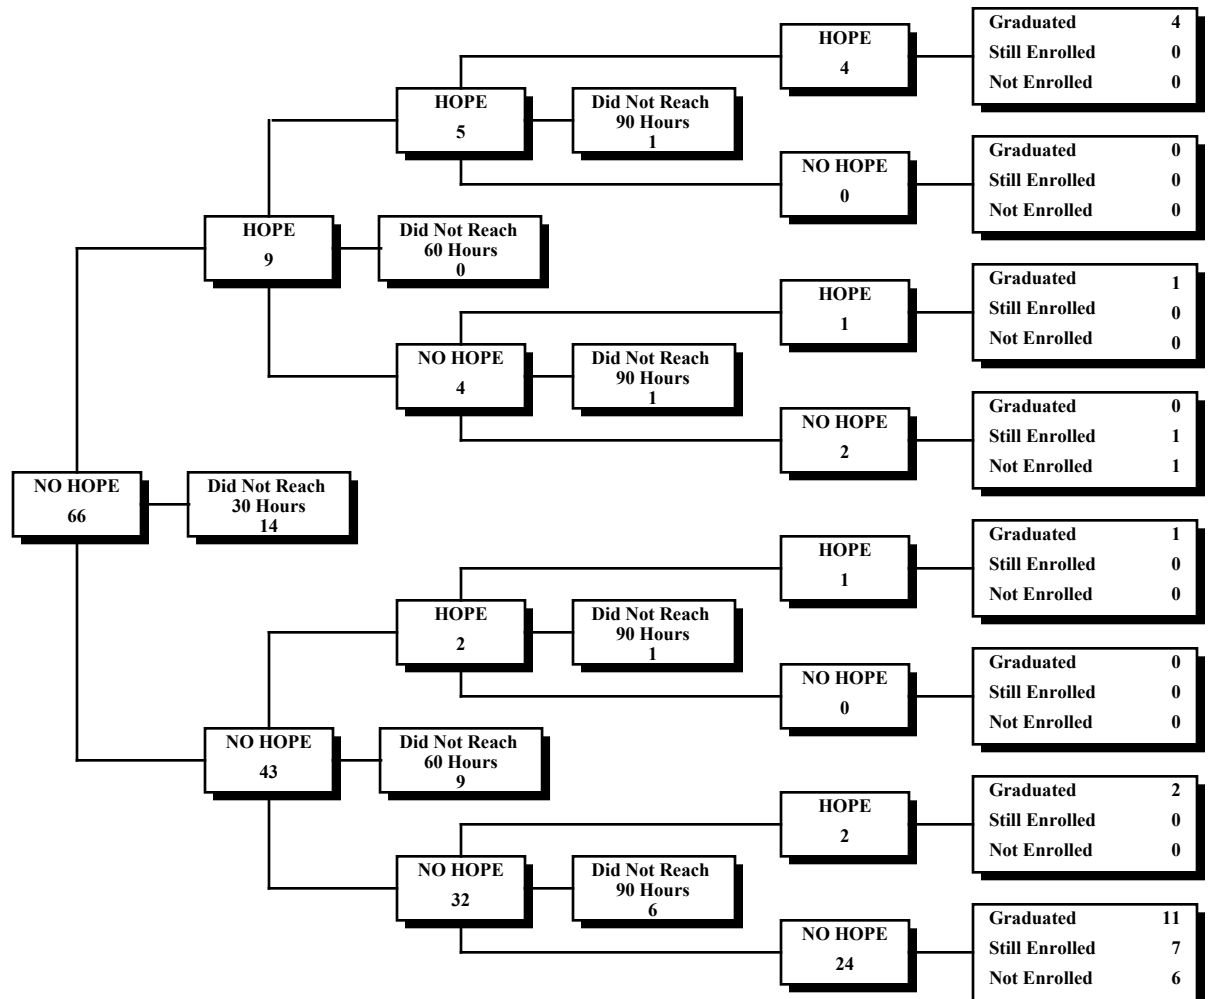 HOPE
4
Graduated 4
Still Enrolled 0
Not Enrolled 0
HOPE
5
Did Not Reach
90 Hours
1
NO HOPE
0
Graduated 0
Still Enrolled 0
Not Enrolled 0
HOPE
9
Did Not Reach
60 Hours
0
HOPE
1
Graduated 1
Still Enrolled 0
Not Enrolled 0
NO HOPE
4
Did Not Reach
90 Hours
1
NO HOPE
2
Graduated 0
Still Enrolled 1
Not Enrolled 1
NO HOPE
66
Did Not Reach
30 Hours
14
HOPE
1
Graduated 1
Still Enrolled 0
Not Enrolled 0
HOPE
2
Did Not Reach
90 Hours
1
NO HOPE
0
Graduated 0
Still Enrolled 0
Not Enrolled 0
NO HOPE
43
Did Not Reach
60 Hours
9
HOPE
2
Graduated 2
Still Enrolled 0
Not Enrolled 0
NO HOPE
32
Did Not Reach
90 Hours
6
NO HOPE
24
Graduated 11
Still Enrolled 7
Not Enrolled 6